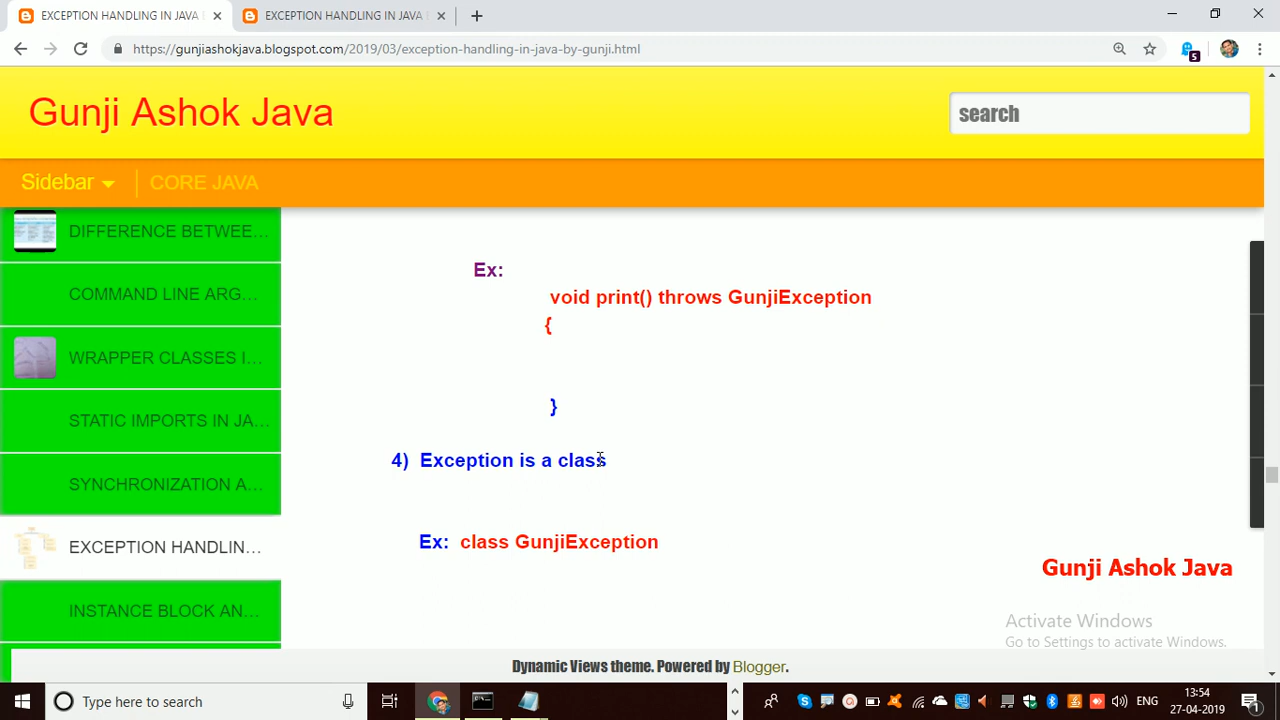 EXCEPTION HANDLING IN JAVA
EXCEPTION HANDLING IN JAVA
https://gunjiashokjava.blogspot.com/2019/03/exception-handling-in-java-by-gunji.html
5
Gunji Ashok Java
search
Sidebar
CORE JAVA
DIFFERENCE BETWEE...
COMMAND LINE ARG...
WRAPPER CLASSES I...
STATIC IMPORTS IN JA...
SYNCHRONIZATION A...
EXCEPTION HANDLIN...
INSTANCE BLOCK AN...
Ex:
void print() throws GunjiException
{
}
4) Exception is a class
Ex: class GunjiException
Gunji Ashok Java
Activate Windows
Go to Settings to activate Windows.
Dynamic Views theme. Powered by Blogger.
Type here to search
ENG
13:54
27-04-2019
1